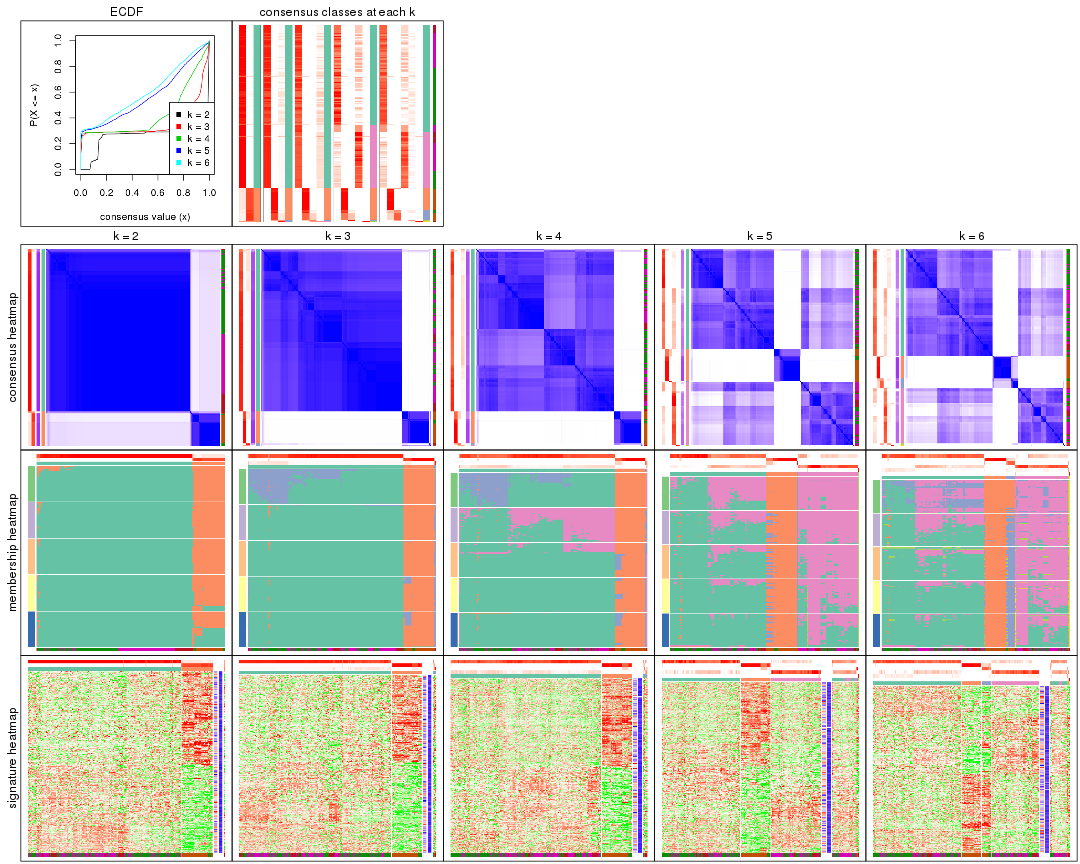 ECDF
consensus classes at each k
P(X <= x)
1.0
0.8
0.6
0.4
0.2
0.0
k = 2
k = 3
k = 4
k = 5
k = 6
0.0 0.2 0.4 0.6 0.8 1.0
consensus value (x)
k = 2
k = 3
k = 4
k = 5
k = 6
consensus heatmap
membership heatmap
signature heatmap